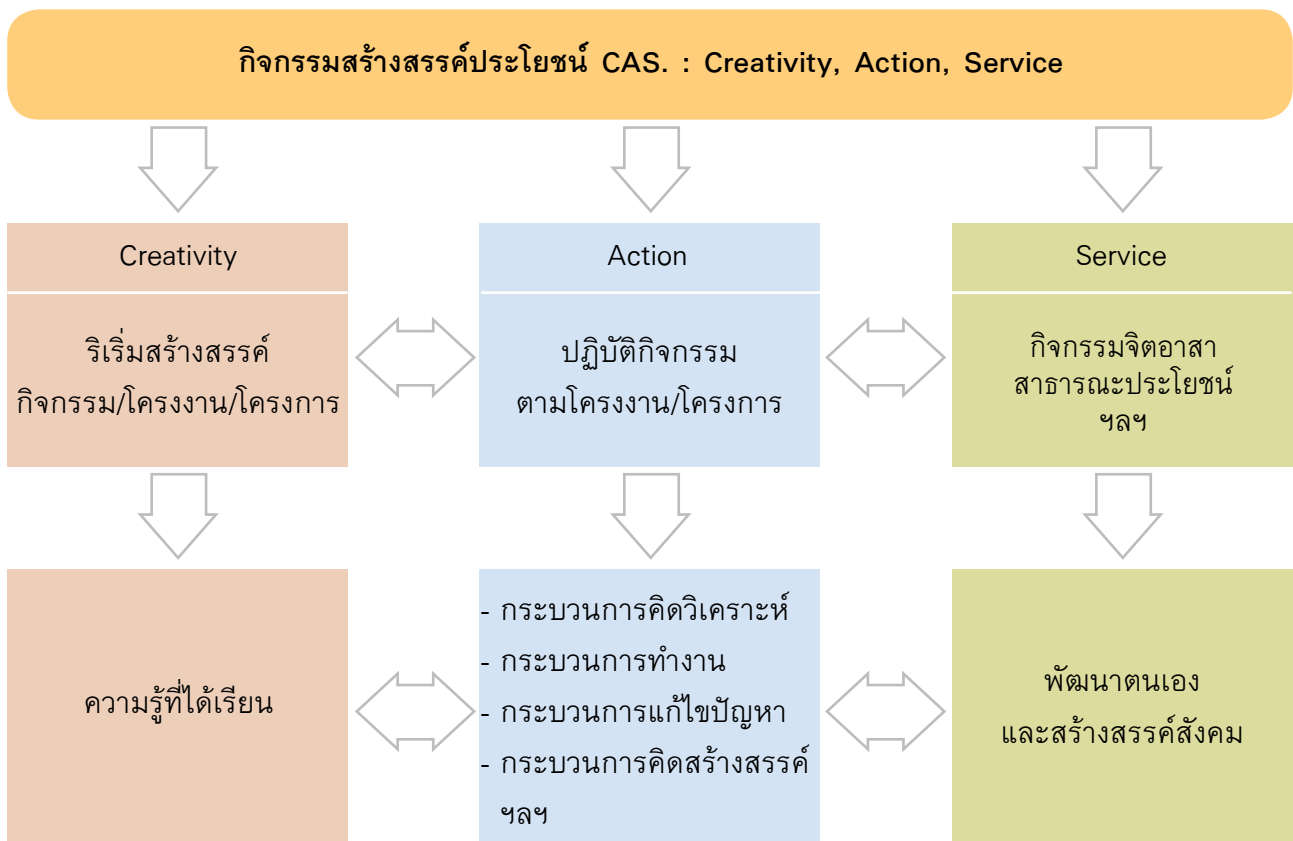 กิจกรรมสร้างสรรค์ประโยชน์ CAS. : Creativity, Action, Service
Creativity
ริเริ่มสร้างสรรค์
กิจกรรม/โครงงาน/โครงการ
Action
ปฏิบัติกิจกรรม
ตามโครงงาน/โครงการ
Service
กิจกรรมจิตอาสา
สาธารณะประโยชน์
ฯลฯ
ความรู้ที่ได้เรียน
- กระบวนการคิดวิเคราะห์
- กระบวนการทำงาน
- กระบวนการแก้ไขปัญหา
- กระบวนการคิดสร้างสรรค์
ฯลฯ
พัฒนาตนเอง
และสร้างสรรค์สังคม